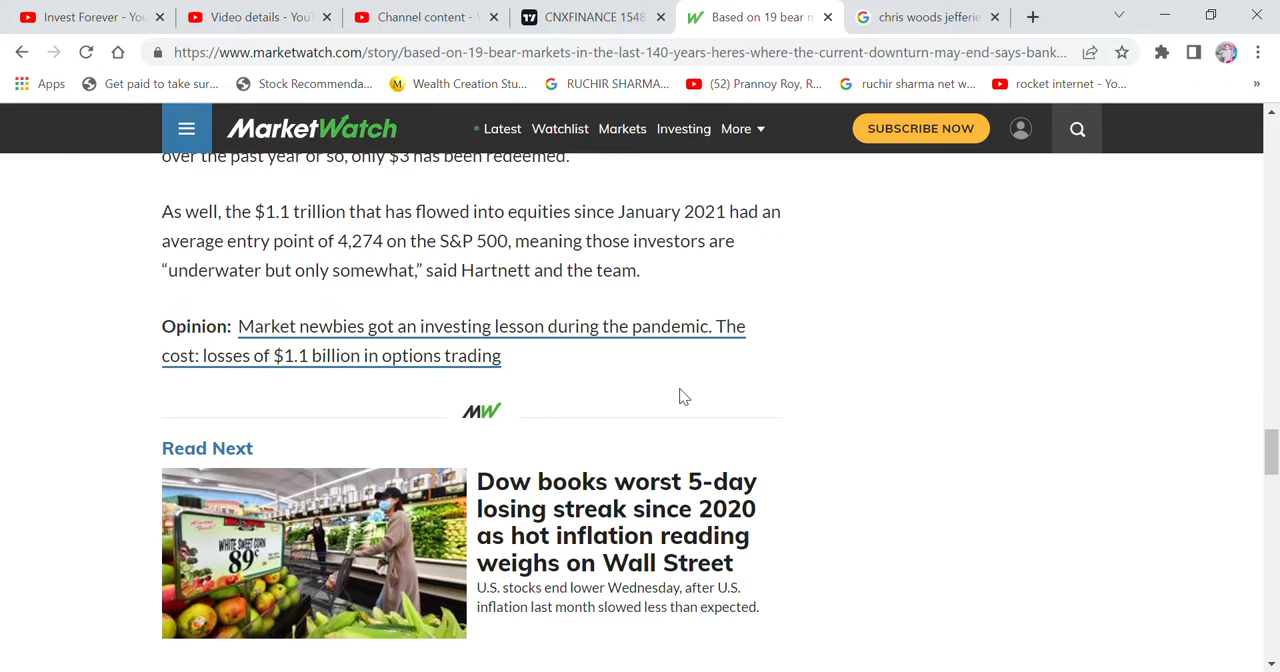 Invest Forever - You
Video details - YouT
Channel content -
CNXFINANCE 1548
Based on 19 bear m
chris woods jefferie
https://www.marketwatch.com/story/based-on-19-bear-markets-in-the-last-140-years-heres-where-the-current-downturn-may-end-says-bank...
Apps
Get paid to take sur...
Stock Recommenda...
M
Wealth Creation Stu...
RUCHIR SHARMA...
(52) Prannoy Roy, R...
ruchir sharma net w...
rocket internet - Yo...
»
MarketWatch
Latest
Watchlist
Markets
Investing
More
SUBSCRIBE NOW
over the past year or so, only $3 has been redeemed.
As well, the $1.1 trillion that has flowed into equities since January 2021 had an
average entry point of 4,274 on the S&P 500, meaning those investors are
“underwater but only somewhat,” said Hartnett and the team.
Opinion: Market newbies got an investing lesson during the pandemic. The
cost: losses of $1.1 billion in options trading
MW
Read Next
WHITE SWEET CORN
89¢
Dow books worst 5-day
losing streak since 2020
as hot inflation reading
weighs on Wall Street
U.S. stocks end lower Wednesday, after U.S.
inflation last month slowed less than expected.